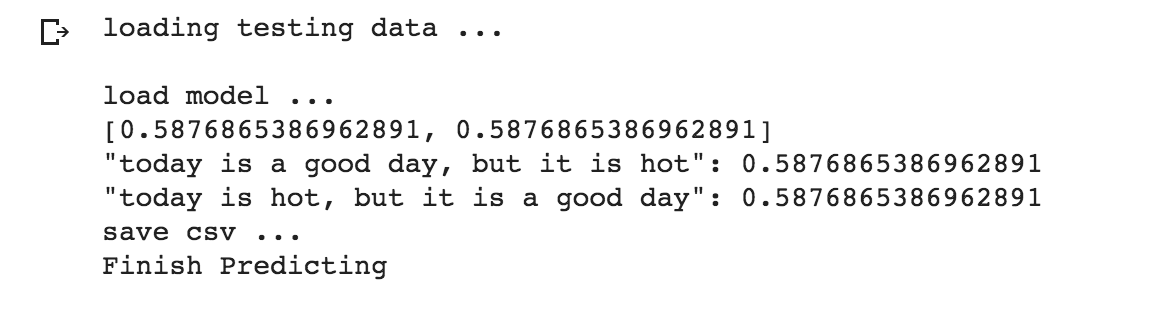 loading testing data ...
load model ...
[0.5876865386962891, 0.5876865386962891]
"today is a good day, but it is hot": 0.5876865386962891
"today is hot, but it is a good day": 0.5876865386962891
save csv ...
Finish Predicting